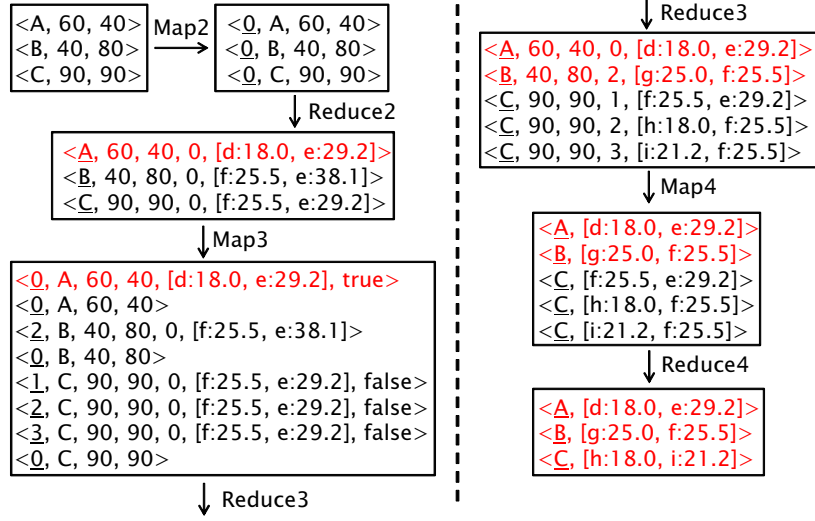 <A, 60, 40>
<B, 40, 80>
<C, 90, 90>
Map2
<0, A, 60, 40>
<0, B, 40, 80>
<0, C, 90, 90>
Reduce2
<A, 60, 40, 0, [d:18.0, e:29.2]>
<B, 40, 80, 0, [f:25.5, e:38.1]>
<C, 90, 90, 0, [f:25.5, e:29.2]>
Map3
<0, A, 60, 40, [d:18.0, e:29.2], true>
<0, A, 60, 40>
<2, B, 40, 80, 0, [f:25.5, e:38.1]>
<0, B, 40, 80>
<1, C, 90, 90, 0, [f:25.5, e:29.2], false>
<2, C, 90, 90, 0, [f:25.5, e:29.2], false>
<3, C, 90, 90, 0, [f:25.5, e:29.2], false>
<0, C, 90, 90>
Reduce3
Reduce3
<A, 60, 40, 0, [d:18.0, e:29.2]>
<B, 40, 80, 2, [g:25.0, f:25.5]>
<C, 90, 90, 1, [f:25.5, e:29.2]>
<C, 90, 90, 2, [h:18.0, f:25.5]>
<C, 90, 90, 3, [i:21.2, f:25.5]>
Map4
<A, [d:18.0, e:29.2]>
<B, [g:25.0, f:25.5]>
<C, [f:25.5, e:29.2]>
<C, [h:18.0, f:25.5]>
<C, [i:21.2, f:25.5]>
Reduce4
<A, [d:18.0, e:29.2]>
<B, [g:25.0, f:25.5]>
<C, [h:18.0, i:21.2]>